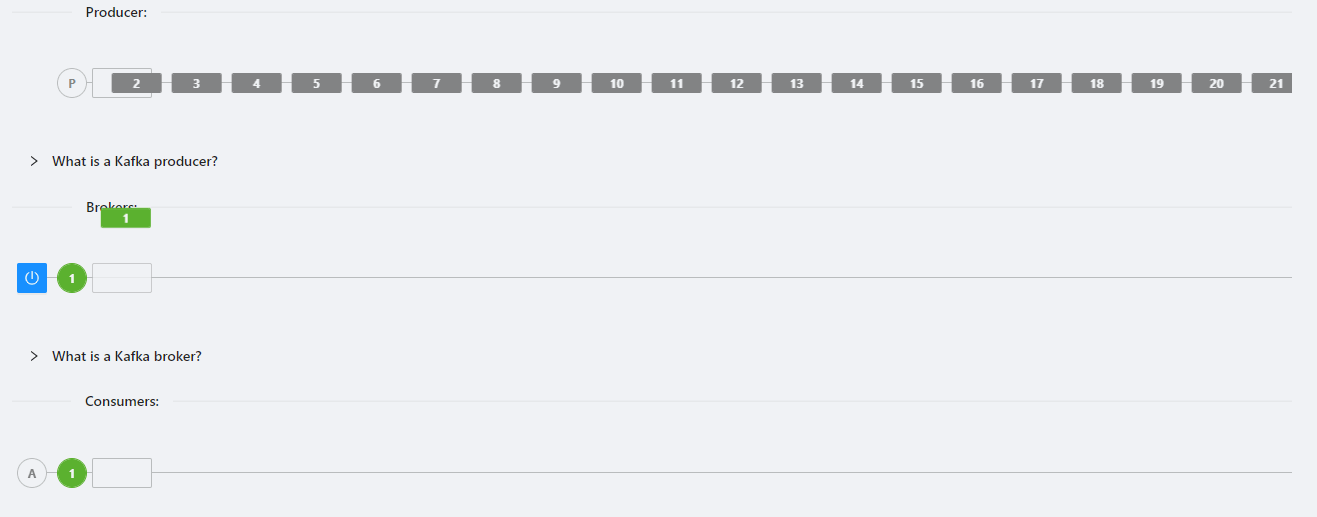 Producer:
P 2 3 4 5 6 7 8 9 10 11 12 13 14 15 16 17 18 19 20 21
What is a Kafka producer?
Brokers:
1
1
What is a Kafka broker?
Consumers:
A 1